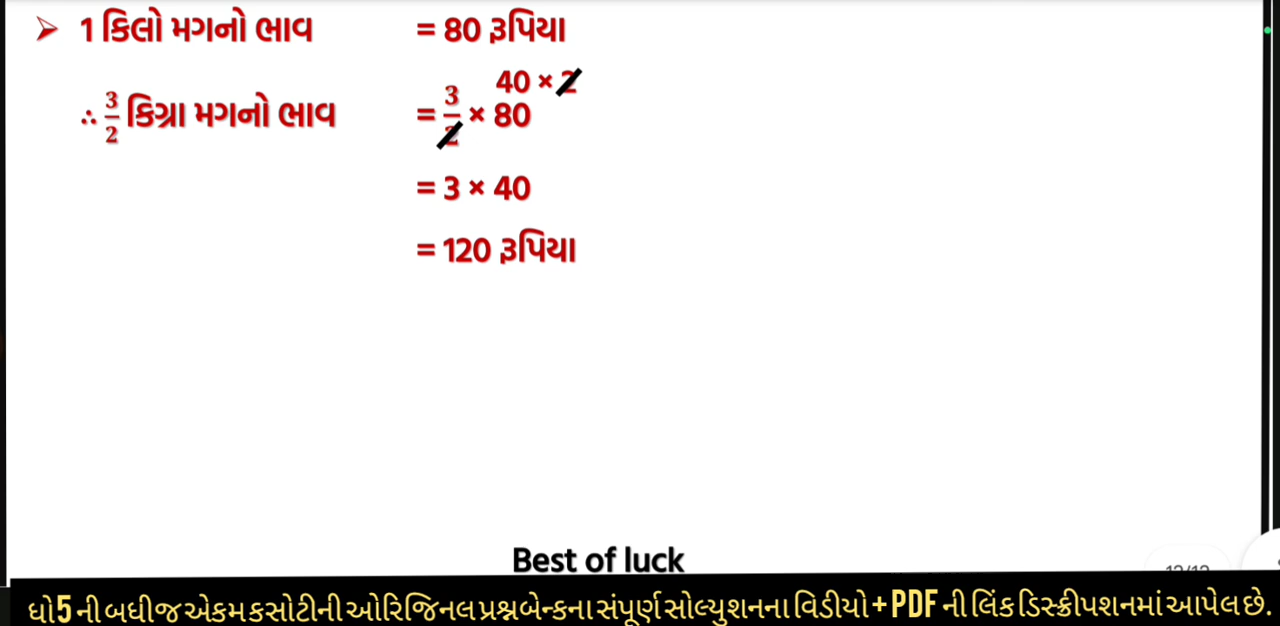 ➢ 1 કિલો મગનો ભાવ = 80 રૂપિયા
40 × 2
∴ 3/2 કિગ્રા મગનો ભાવ = 3/2 × 80
= 3 × 40
= 120 રૂપિયા
Best of luck
ધો5 ની બધી જ એકમ કસોટીની ઓરિજિનલ પ્રશ્નબેન્કના સંપૂર્ણ સોલ્યુશનના વિડીયો + PDF ની લિંક ડિસ્ક્રીપશનમાં આપેલ છે.